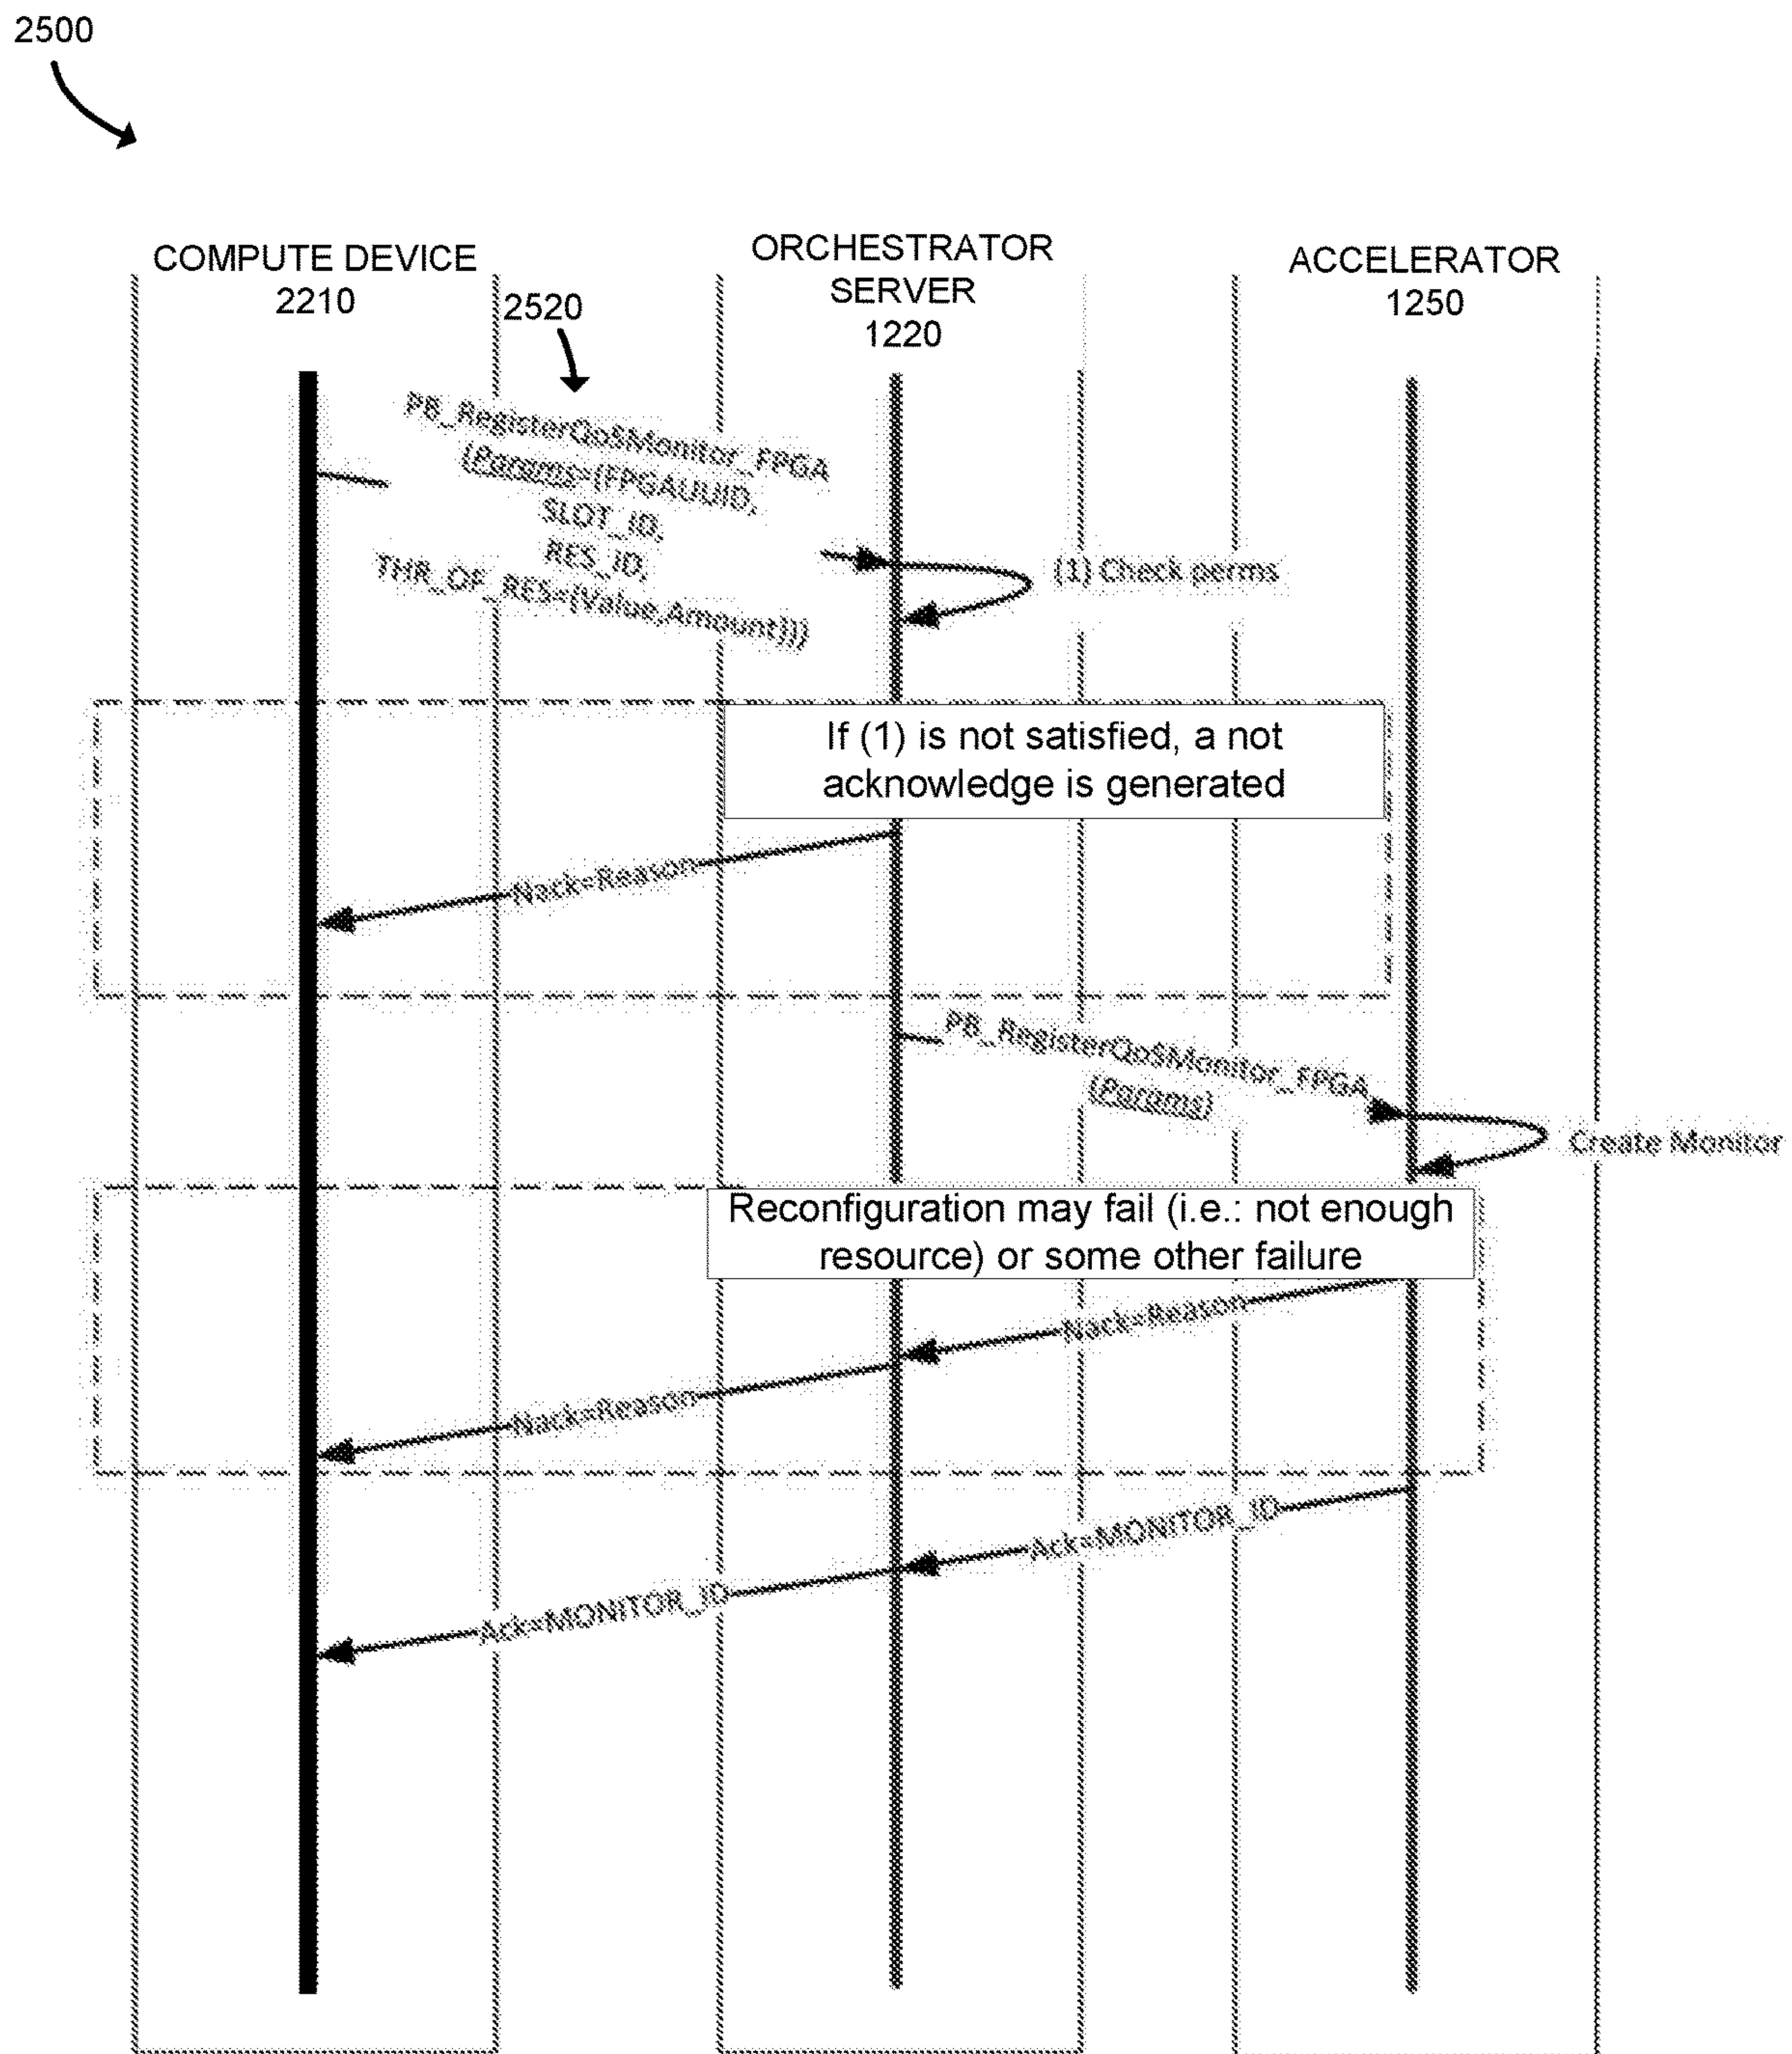 2500
COMPUTE DEVICE
2210
2520
ORCHESTRATOR
SERVER
1220
ACCELERATOR
1250
PB_RegisterQoSMonitor_FPGA
(Params={FPGAUUID,
SLOT_ID,
RES_ID,
THR_OF_RES={Value,Amount}})
(1) Check perms
If (1) is not satisfied, a not
acknowledge is generated
Nack=Reason
PB_RegisterQoSMonitor_FPGA
(Params)
Create Monitor
Reconfiguration may fail (i.e.: not enough
resource) or some other failure
Nack=Reason
Nack=Reason
Ack=MONITOR_ID
Ack=MONITOR_ID